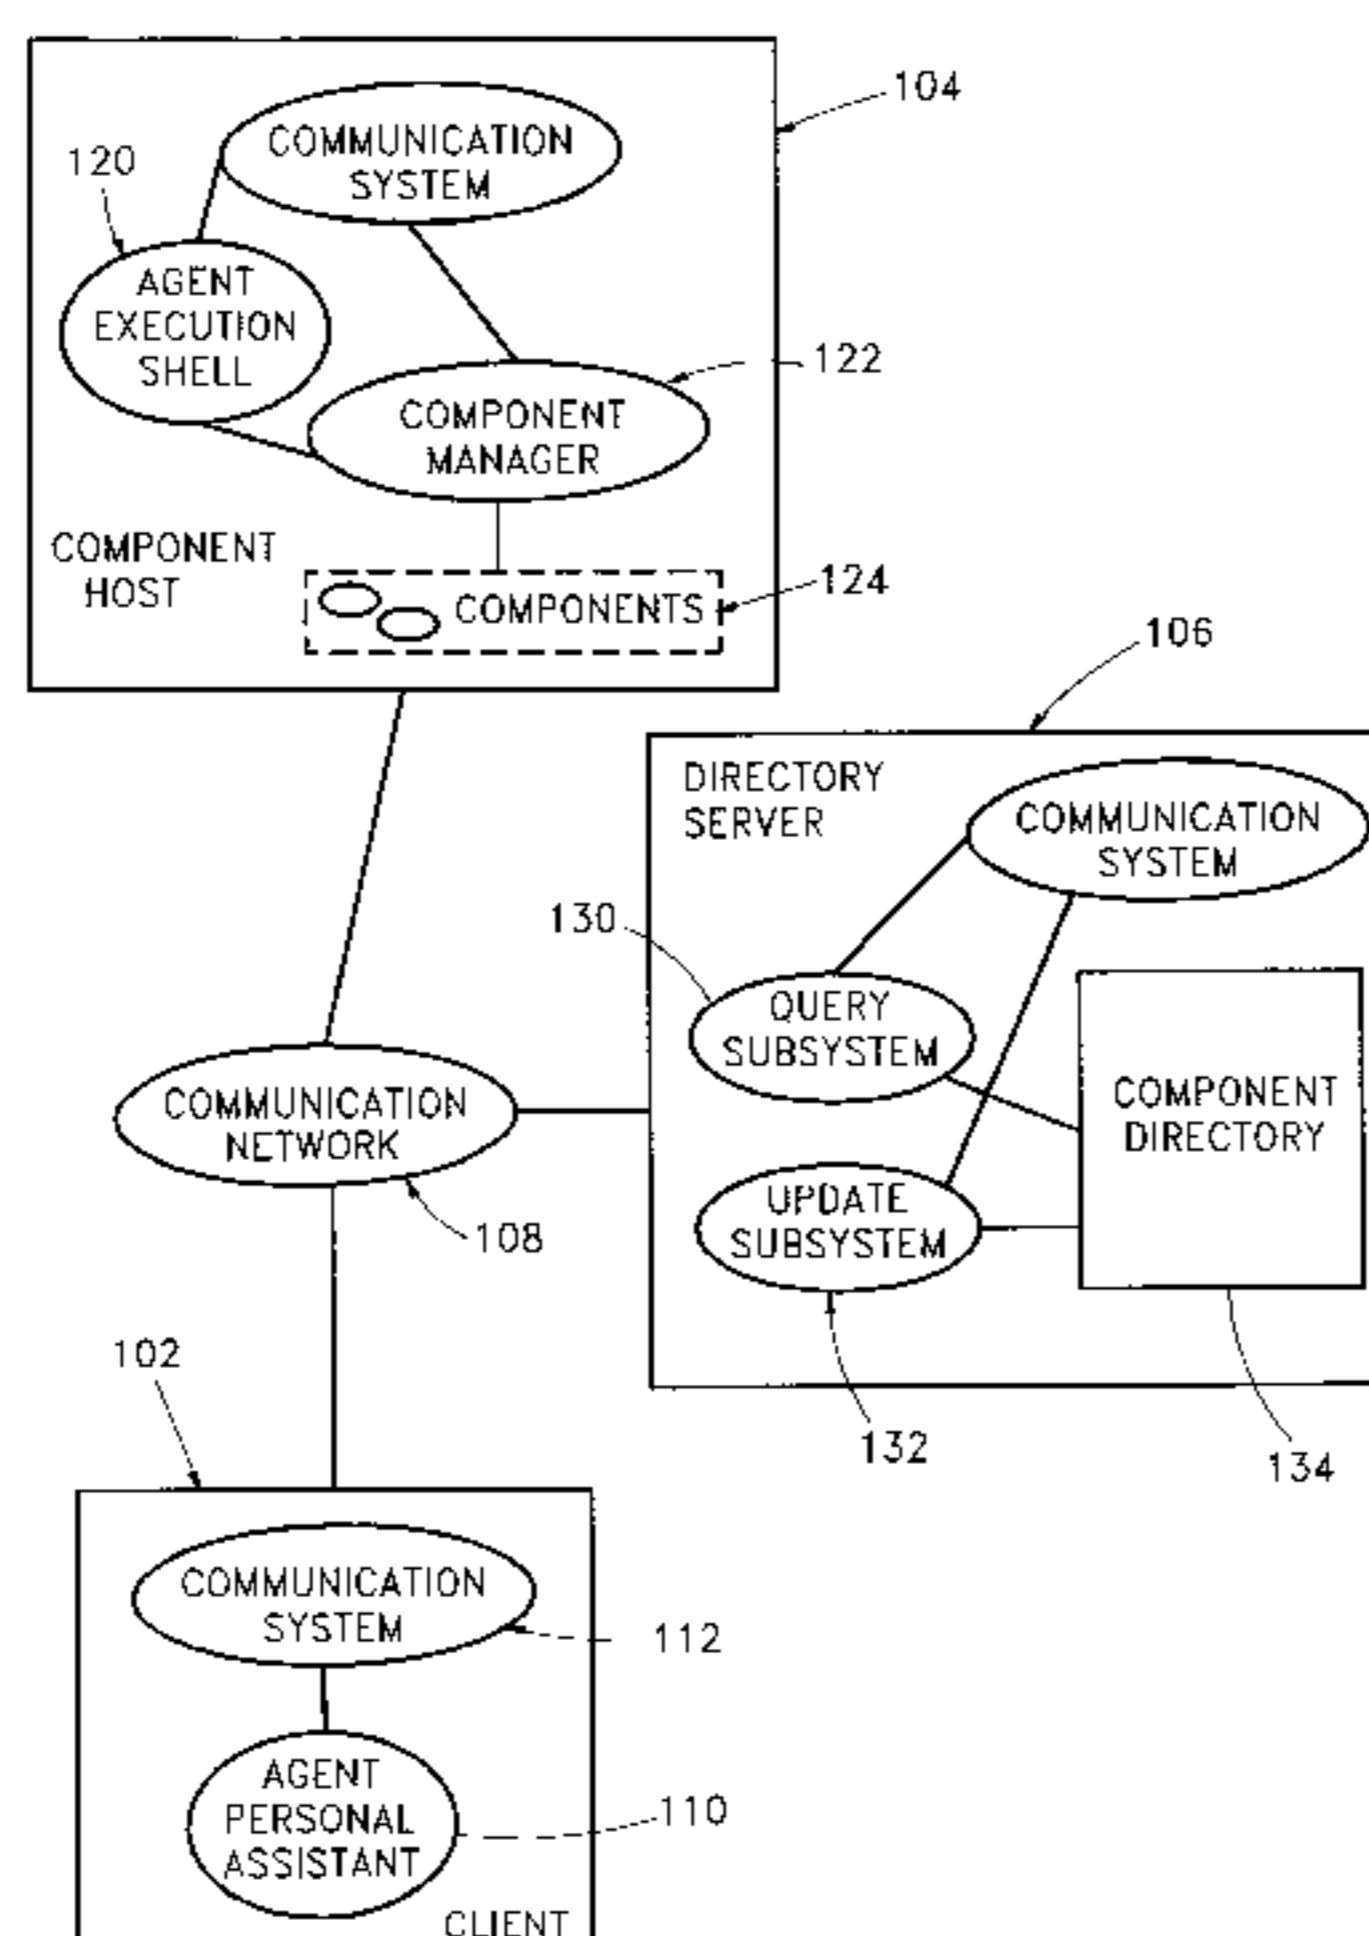 104
COMMUNICATION
SYSTEM
120
AGENT
EXECUTION
SHELL
122
COMPONENT
MANAGER
COMPONENT
HOST
COMPONENTS
124
106
DIRECTORY
SERVER
COMMUNICATION
SYSTEM
130
QUERY
SUBSYSTEM
COMPONENT
DIRECTORY
COMMUNICATION
NETWORK
UPDATE
SUBSYSTEM
108
102
132
134
COMMUNICATION
SYSTEM
112
AGENT
PERSONAL
ASSISTANT
110
CLIENT